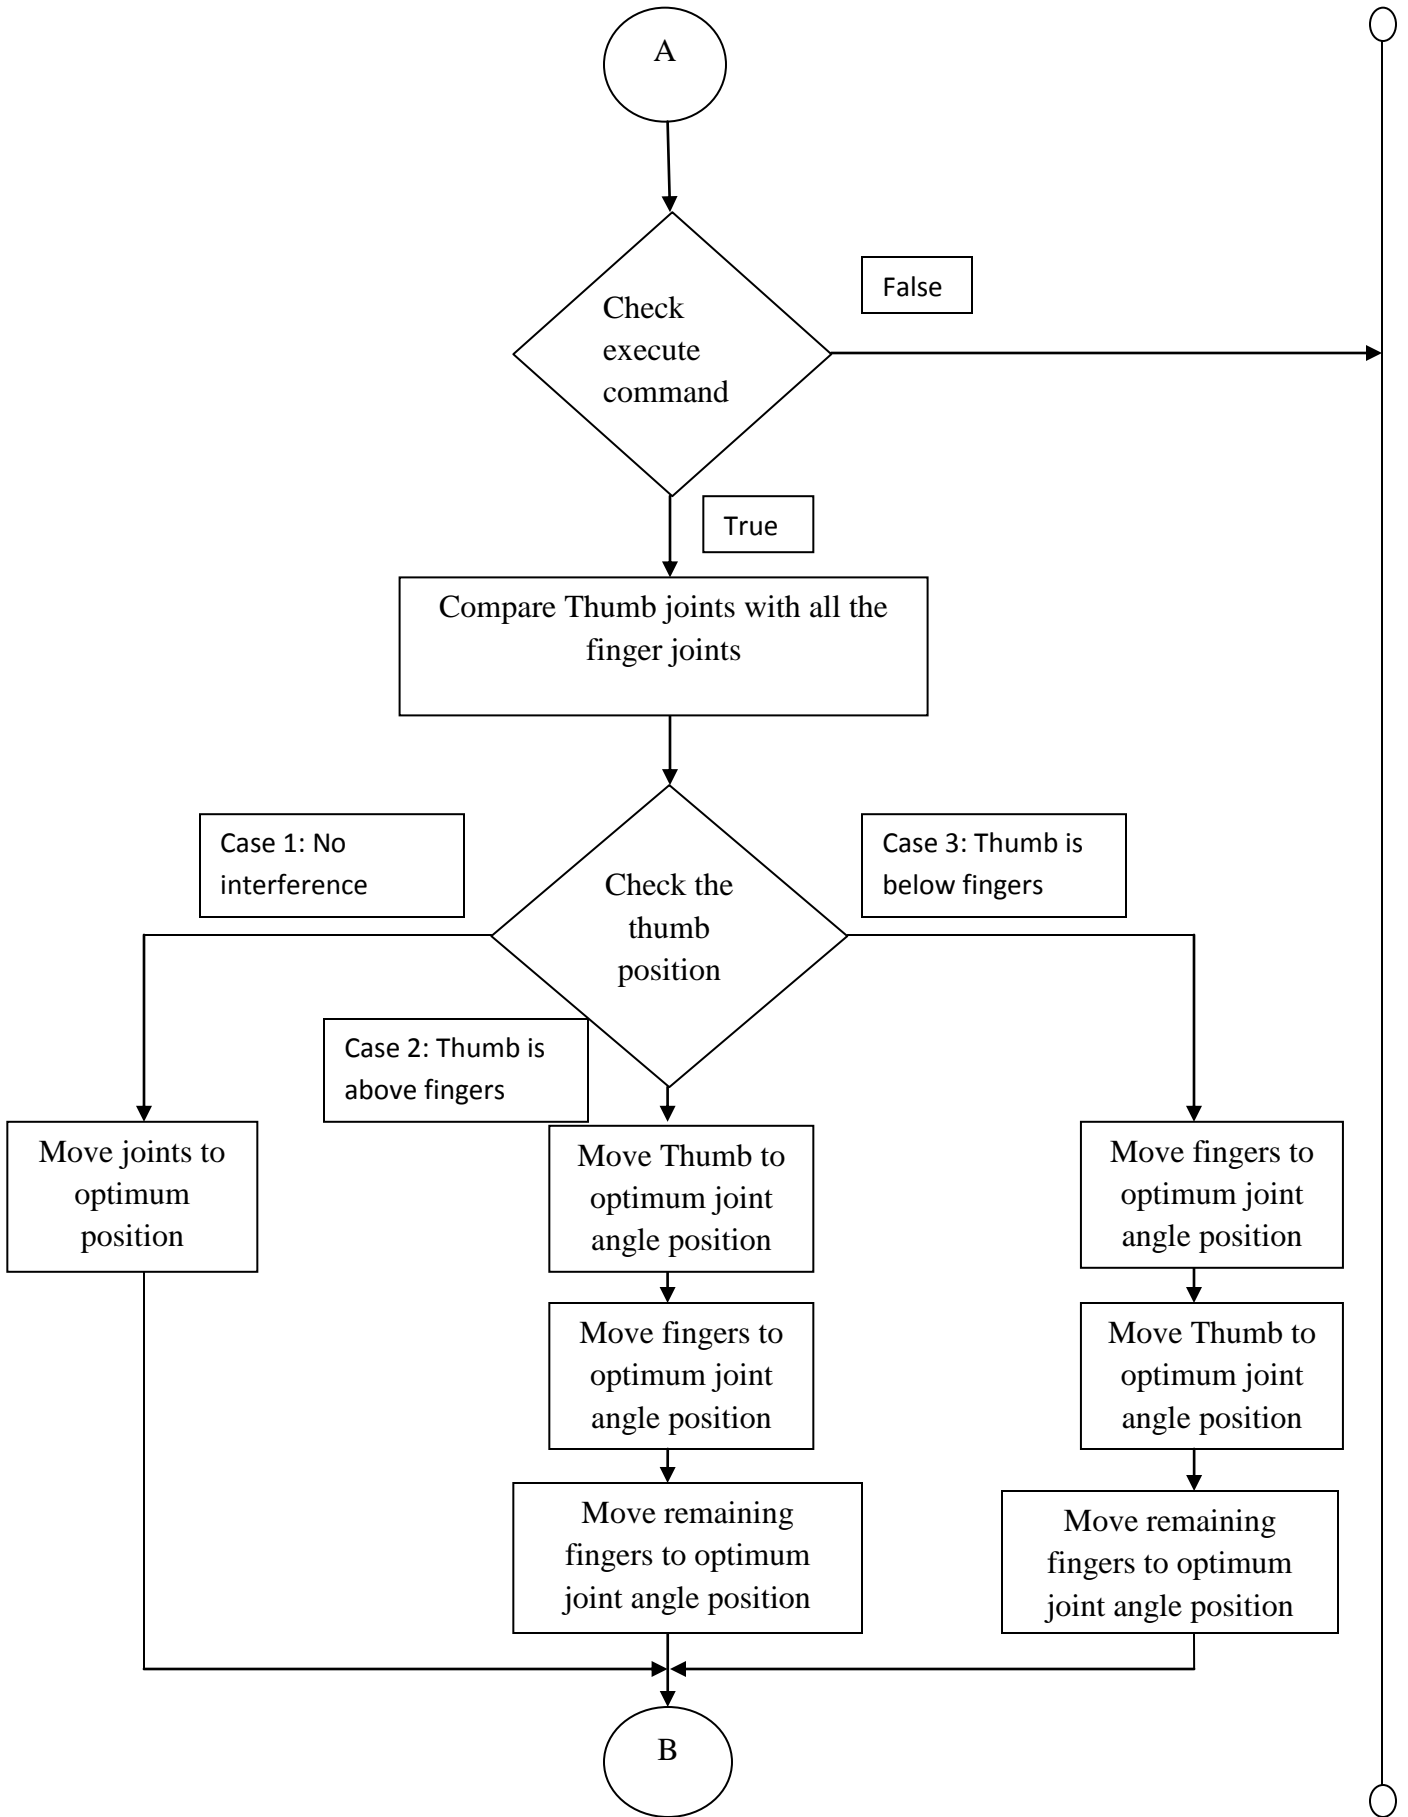 A
False
Check
execute
command
True
Compare Thumb joints with all the
finger joints
Case 1: No
interference
Case 3: Thumb is
below fingers
Check the
thumb
position
Case 2: Thumb is
above fingers
Move joints to
optimum
position
Move Thumb to
optimum joint
angle position
Move fingers to
optimum joint
angle position
Move fingers to
optimum joint
angle position
Move Thumb to
optimum joint
angle position
Move remaining
fingers to optimum
joint angle position
Move remaining
fingers to optimum
joint angle position
B